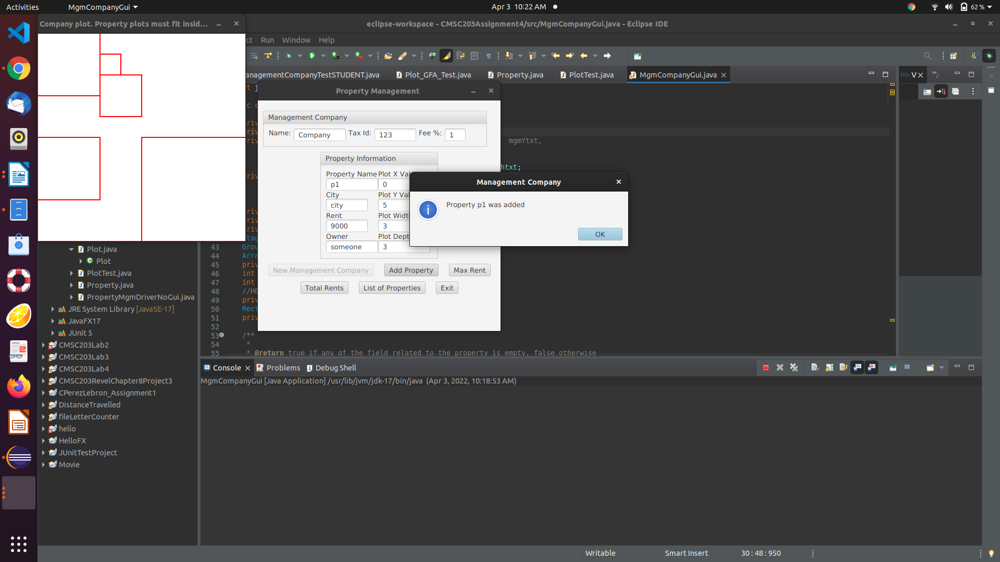 Activities
MgmCompanyGui
Apr 3 10:22 AM
62 %
Company plot. Property plots must fit insid...
eclipse-workspace - CMSC203Assignment4/src/MgmCompanyGui.java - Eclipse IDE
ct Run Window Help
anagementCompanyTestSTUDENT.java
Plot_GFA_Test.java
Property.java
PlotTest.java
MgmCompanyGui.java
(x)= V
Property Management
Management Company
Name: Company Tax Id: 123 Fee %: 1
mgmYtxt,
Property Information
htxt;
Property Name Plot X Val
p1 0
City Plot Y Val
city 5
Rent Plot Width
9000 3
Owner Plot Dept
someone 3
Management Company
Property p1 was added
OK
New Management Company Add Property Max Rent
Total Rents List of Properties Exit
Plot.java
Plot
PlotTest.java
Property.java
PropertyMgmDriverNoGui.java
JRE System Library [JavaSE-17]
JavaFX17
JUnit 5
CMSC203Lab2
CMSC203Lab3
CMSC203Lab4
CMSC203RevelChapter8Project3
CPerezLebron_Assignment1
DistanceTravelled
fileLetterCounter
hello
HelloFX
JUnitTestProject
Movie
43 Grou
44 Arra
45 priv
46 int
47 int
48 //HB
49 priv
50 Rect
51 priv
52
53 /**
54 *
55 * @return true if any of the field related to the property is empty, false otherwise
Console Problems Debug Shell
MgmCompanyGui [Java Application] /usr/lib/jvm/jdk-17/bin/java (Apr 3, 2022, 10:18:53 AM)
Writable Smart Insert 30 : 48 : 950